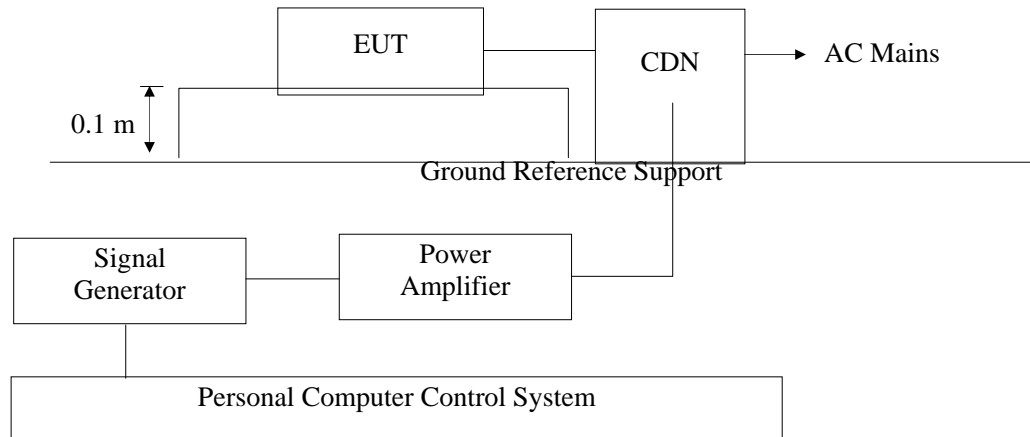 EUT
CDN
AC Mains
0.1 m
Ground Reference Support
Signal
Generator
Power
Amplifier
Personal Computer Control System